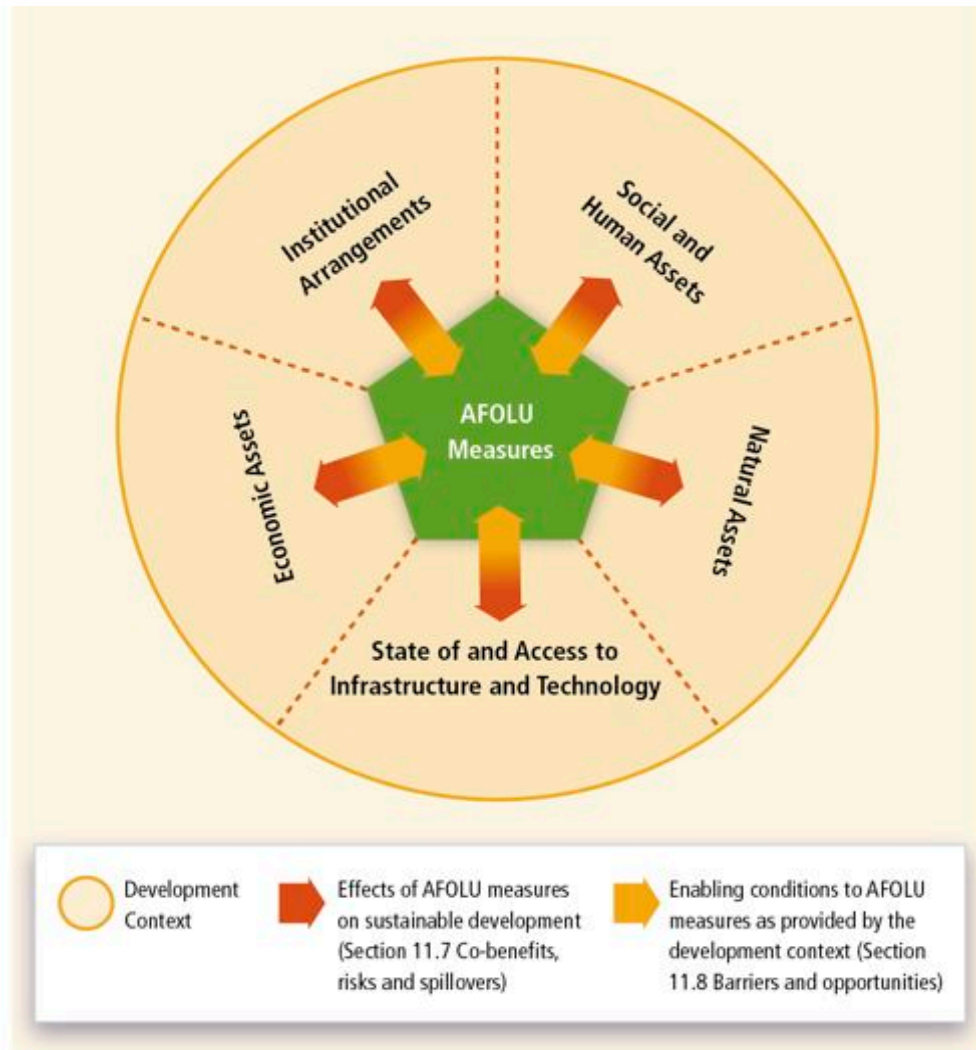 Institutional
Arrangements
Social and
Human Assets
AFOLU
Measures
Economic Assets
Natural Assets
State of and Access to
Infrastructure and Technology
Development
Context
Effects of AFOLU measures
on sustainable development
(Section 11.7 Co-benefits,
risks and spillovers)
Enabling conditions to AFOLU
measures as provided by the
development context (Section
11.8 Barriers and opportunities)